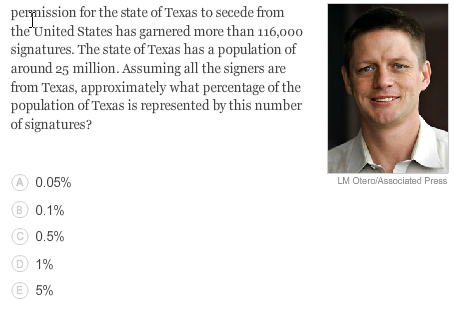 permission for the state of Texas to secede from
the United States has garnered more than 116,000
signatures. The state of Texas has a population of
around 25 million. Assuming all the signers are
from Texas, approximately what percentage of the
population of Texas is represented by this number
of signatures?
LM Otero/Associated Press
A 0.05%
B 0.1%
C 0.5%
D 1%
E 5%